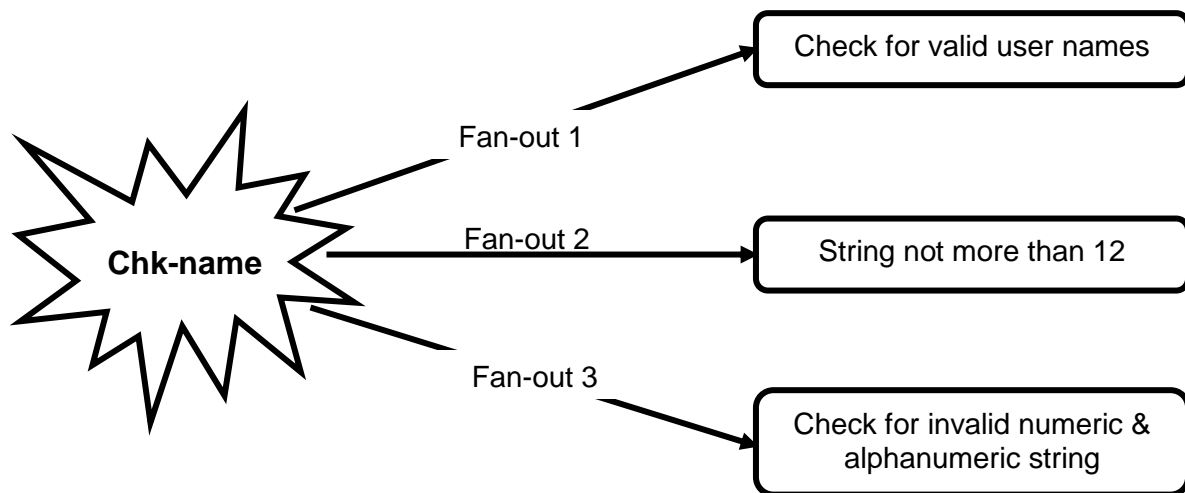 Check for valid user names
Fan-out 1
Chk-name
Fan-out 2
String not more than 12
Fan-out 3
Check for invalid numeric &
alphanumeric string